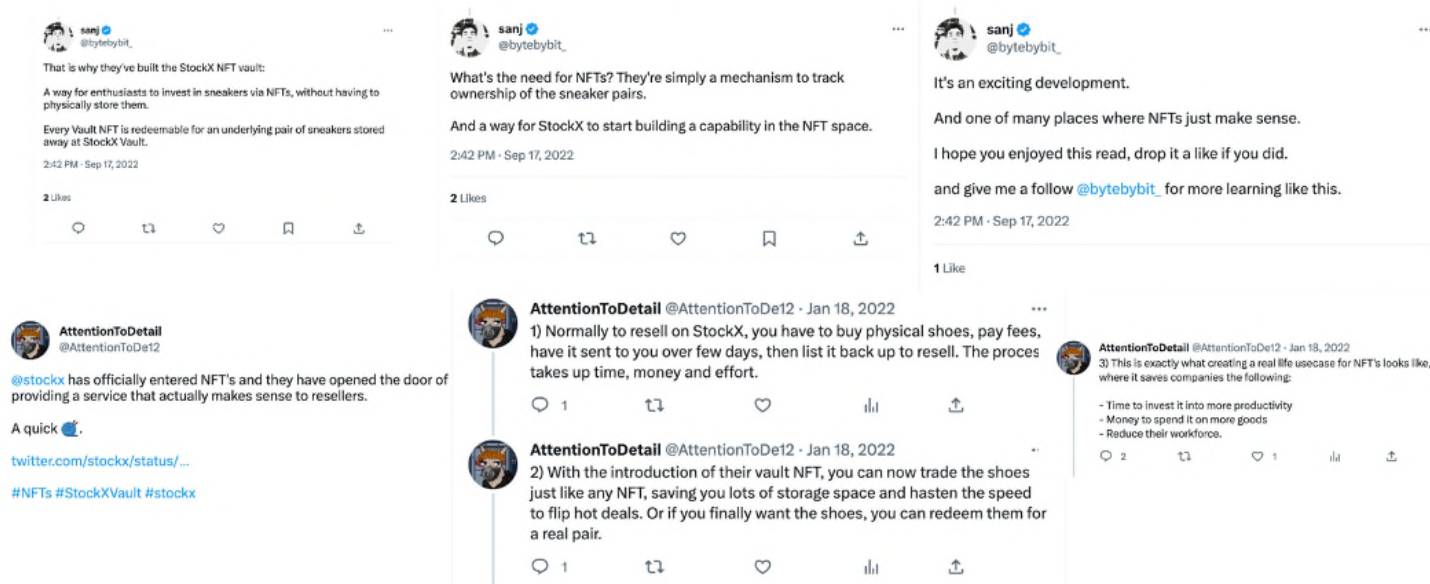 sanj
@bytebybit_
That is why they've built the StockX NFT vault:
A way for enthusiasts to invest in sneakers via NFTs, without having to
physically store them.
Every Vault NFT is redeemable for an underlying pair of sneakers stored
away at StockX Vault.
2:42 PM · Sep 17, 2022
2 Likes
sanj
@bytebybit_
What's the need for NFTs? They're simply a mechanism to track
ownership of the sneaker pairs.
And a way for StockX to start building a capability in the NFT space.
2:42 PM · Sep 17, 2022
2 Likes
sanj
@bytebybit_
It's an exciting development.
And one of many places where NFTs just make sense.
I hope you enjoyed this read, drop it a like if you did.
and give me a follow @bytebybit_ for more learning like this.
2:42 PM · Sep 17, 2022
1 Like
AttentionToDetail
@AttentionToDe12
@stockx has officially entered NFT's and they have opened the door of
providing a service that actually makes sense to resellers.
A quick 🧶.
twitter.com/stockx/status/...
#NFTs #StockXVault #stockx
AttentionToDetail @AttentionToDe12 · Jan 18, 2022
1) Normally to resell on StockX, you have to buy physical shoes, pay fees,
have it sent to you over few days, then list it back up to resell. The proces
takes up time, money and effort.
1
AttentionToDetail @AttentionToDe12 · Jan 18, 2022
2) With the introduction of their vault NFT, you can now trade the shoes
just like any NFT, saving you lots of storage space and hasten the speed
to flip hot deals. Or if you finally want the shoes, you can redeem them for
a real pair.
1
AttentionToDetail @AttentionToDe12 · Jan 18, 2022
3) This is exactly what creating a real life usecase for NFT's looks like,
where it saves companies the following:
- Time to invest it into more productivity
- Money to spend it on more goods
- Reduce their workforce.
2 1